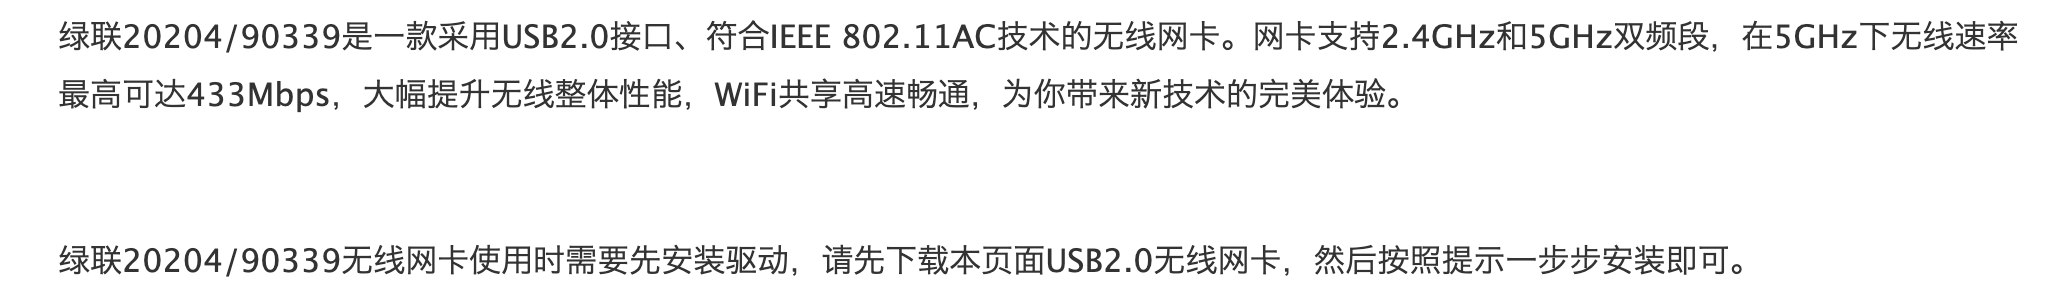 绿联20204/90339是一款采用USB2.0接口、符合IEEE 802.11AC技术的无线网卡。网卡支持2.4GHz和5GHz双频段，在5GHz下无线速率
最高可达433Mbps，大幅提升无线整体性能，WiFi共享高速畅通，为你带来新技术的完美体验。
绿联20204/90339无线网卡使用时需要先安装驱动，请先下载本页面USB2.0无线网卡，然后按照提示一步步安装即可。